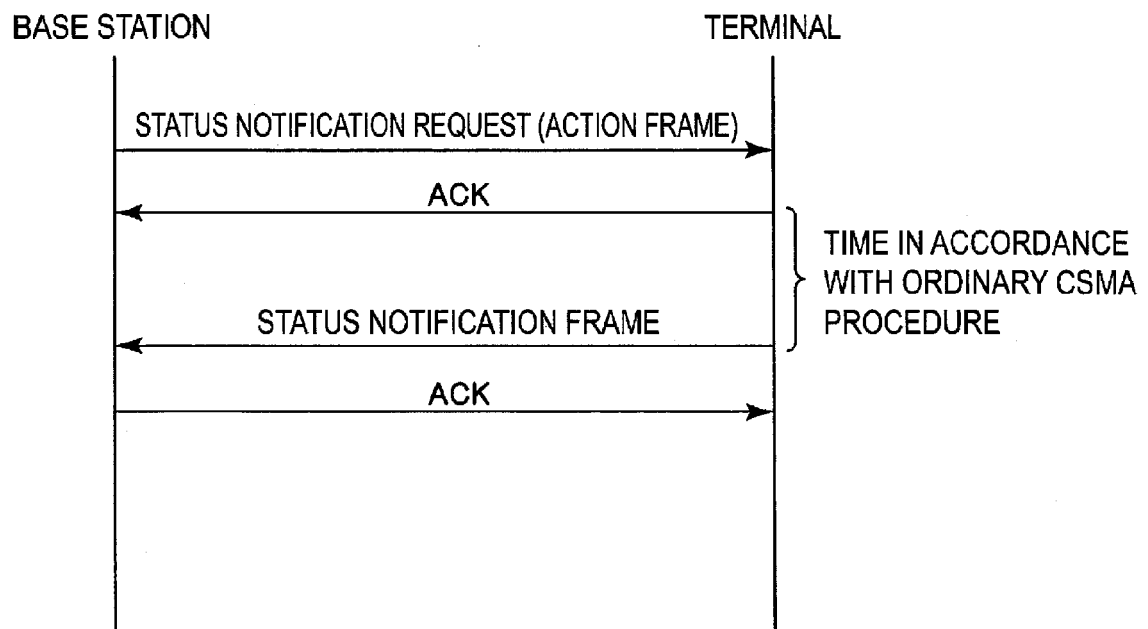 BASE STATION
TERMINAL
STATUS NOTIFICATION REQUEST (ACTION FRAME)
ACK
TIME IN ACCORDANCE
WITH ORDINARY CSMA
PROCEDURE
STATUS NOTIFICATION FRAME
ACK